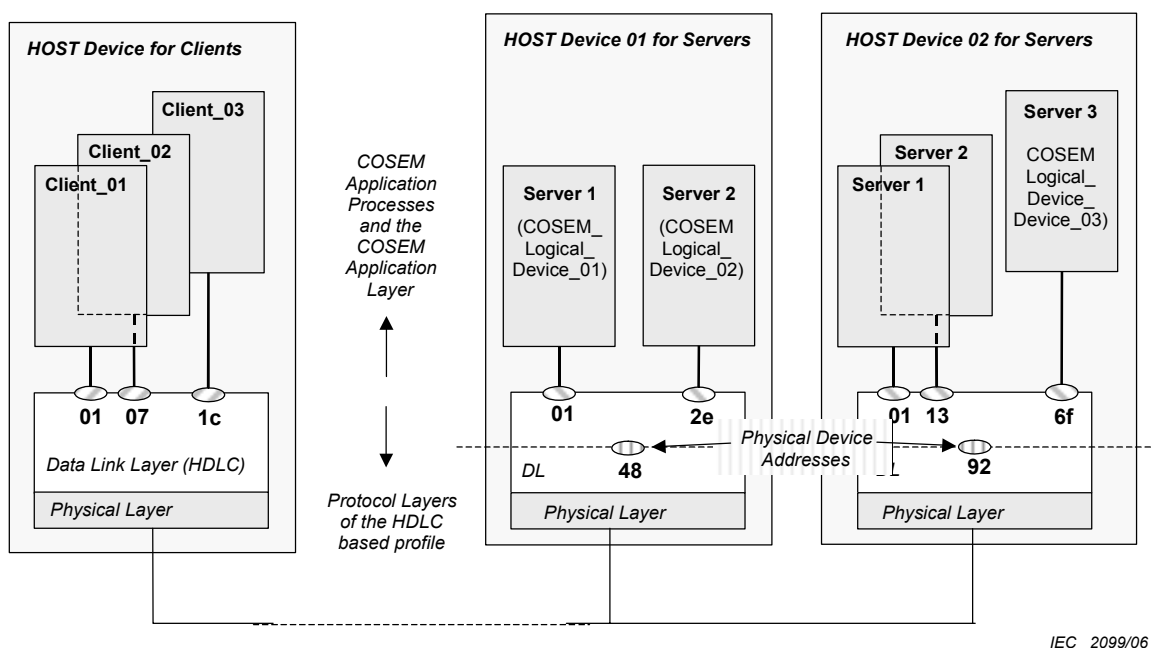 HOST Device for Clients
Client_03
Client_02
Client_01
01
07
1c
Data Link Layer (HDLC)
Physical Layer
COSEM
Application
Processes
and the
COSEM
Application
Layer
Protocol Layers
of the HDLC
based profile
HOST Device 01 for Servers
Server 1
(COSEM_
Logical_
Device_01)
Server 2
(COSEM
Logical_
Device_02)
01
2e
DL
48
Physical Layer
Physical Device
Addresses
HOST Device 02 for Servers
Server 3
COSEM
Logical_
Device_
Device_03)
Server 2
Server 1
01
13
6f
92
Physical Layer
IEC 2099/06